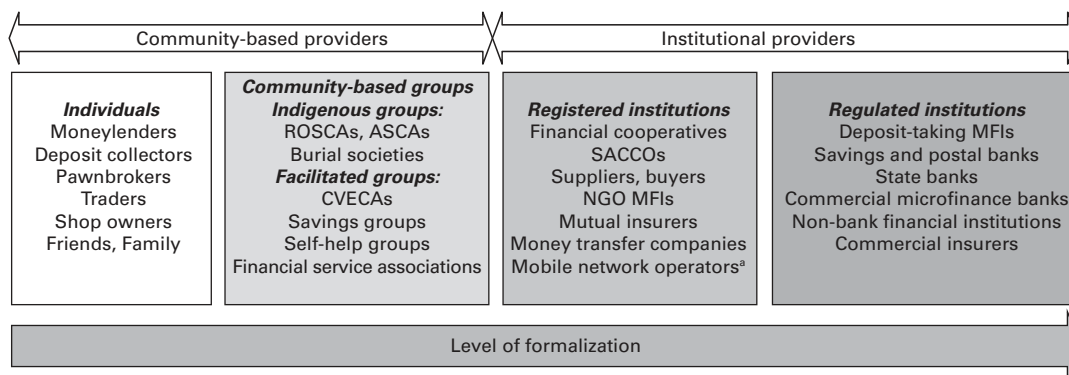 Community-based providers
Institutional providers
Individuals
Moneylenders
Deposit collectors
Pawnbrokers
Traders
Shop owners
Friends, Family
Community-based groups
Indigenous groups:
ROSCAs, ASCAs
Burial societies
Facilitated groups:
CVECAs
Savings groups
Self-help groups
Financial service associations
Registered institutions
Financial cooperatives
SACCOs
Suppliers, buyers
NGO MFIs
Mutual insurers
Money transfer companies
Mobile network operatorsᵃ
Regulated institutions
Deposit-taking MFIs
Savings and postal banks
State banks
Commercial microfinance banks
Non-bank financial institutions
Commercial insurers
Level of formalization